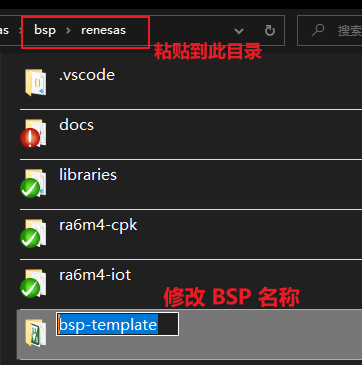 as > bsp > renesas
搜索
粘贴到此目录
.vscode
docs
libraries
ra6m4-cpk
ra6m4-iot
修改 BSP 名称
bsp-template